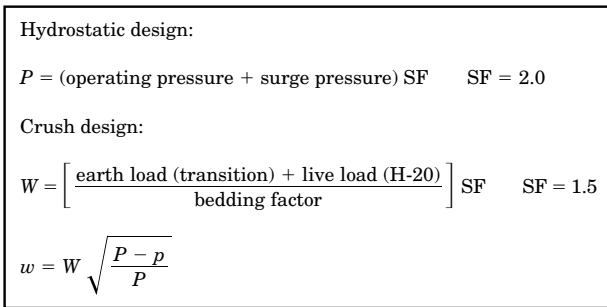 Hydrostatic design:
P = (operating pressure + surge pressure) SF SF = 2.0
Crush design:
W = [ earth load (transition) + live load (H-20) / bedding factor ] SF SF = 1.5
w = W √ P − p / P